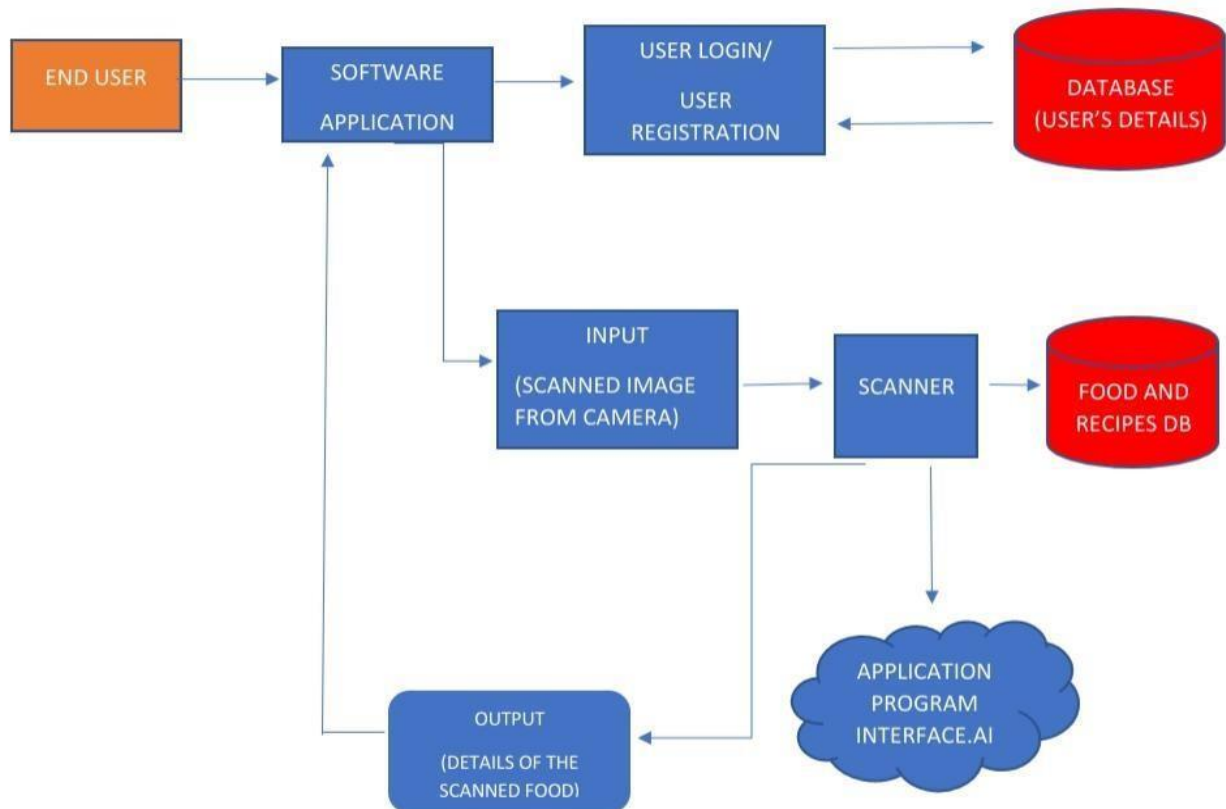 END USER
SOFTWARE
APPLICATION
USER LOGIN/
USER
REGISTRATION
DATABASE
(USER'S DETAILS)
INPUT
(SCANNED IMAGE
FROM CAMERA)
SCANNER
FOOD AND
RECIPES DB
APPLICATION
PROGRAM
INTERFACE.AI
OUTPUT
(DETAILS OF THE
SCANNED FOOD)